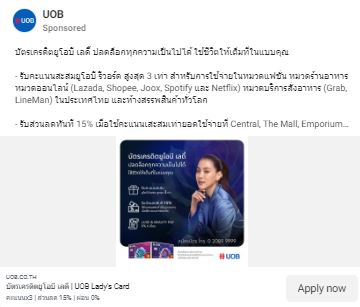 UOB
Sponsored
บัตรเครดิตยูโอบี เลดี้ ปลดล็อกทุกความเป็นไปได้ ใช้ชีวิตให้เต็มที่ในแบบคุณ
- รับคะแนนสะสมยูโอบี รีวอร์ด สูงสุด 3 เท่า สำหรับการใช้จ่ายในหมวดแฟชั่น หมวดร้านอาหาร
หมวดออนไลน์ (Lazada, Shopee, Joox, Spotify และ Netflix) หมวดบริการสั่งอาหาร (Grab,
LineMan) ในประเทศไทย และห้างสรรพสินค้าทั่วโลก
- รับส่วนลดทันที 15% เมื่อใช้คะแนนสะสมเท่ายอดใช้จ่ายที่ Central, The Mall, Emporium...
บัตรเครดิตยูโอบี เลดี้
ปลดล็อกทุกความเป็นไปได้
ใช้ชีวิตให้เต็มที่ในแบบคุณ
สมัครบัตร โทร 0 2285 9999
UOB
UOB.CO.TH
บัตรเครดิตยูโอบี เลดี้ | UOB Lady's Card
คะแนนx3 | ส่วนลด 15% | ผ่อน 0%
Apply now